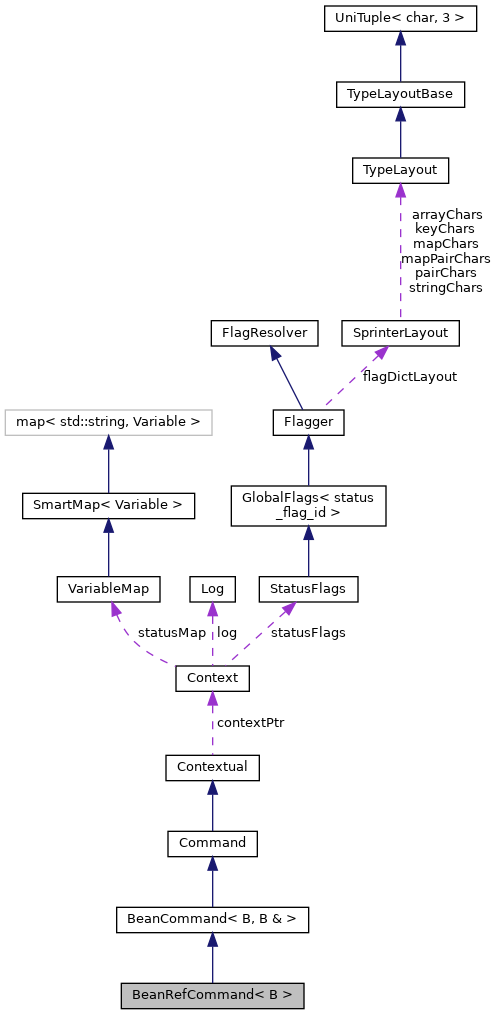 UniTuple< char, 3 >
TypeLayoutBase
TypeLayout
arrayChars
keyChars
mapChars
mapPairChars
pairChars
stringChars
FlagResolver
SprinterLayout
flagDictLayout
map< std::string, Variable >
Flagger
SmartMap< Variable >
GlobalFlags< status
_flag_id >
VariableMap
Log
StatusFlags
statusMap
log
statusFlags
Context
contextPtr
Contextual
Command
BeanCommand< B, B & >
BeanRefCommand< B >